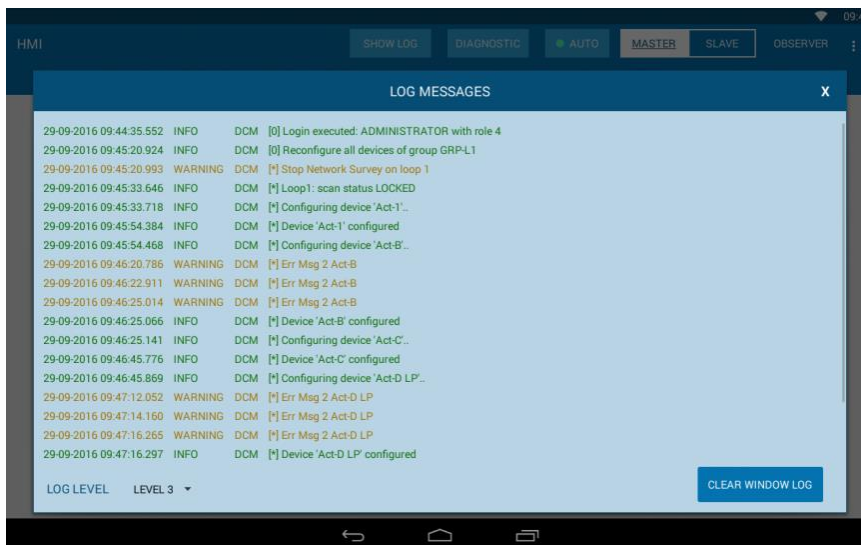 09:4
HMI SHOW LOG DIAGNOSTIC AUTO MASTER SLAVE OBSERVER
LOG MESSAGES X
29-09-2016 09:44:35.552 INFO DCM [0] Login executed: ADMINISTRATOR with role 4
29-09-2016 09:45:20.924 INFO DCM [0] Reconfigure all devices of group GRP-L1
29-09-2016 09:45:20.993 WARNING DCM [*] Stop Network Survey on loop 1
29-09-2016 09:45:33.646 INFO DCM [*] Loop1: scan status LOCKED
29-09-2016 09:45:33.718 INFO DCM [*] Configuring device 'Act-1'..
29-09-2016 09:45:54.384 INFO DCM [*] Device 'Act-1' configured
29-09-2016 09:45:54.468 INFO DCM [*] Configuring device 'Act-B'..
29-09-2016 09:46:20.786 WARNING DCM [*] Err Msg 2 Act-B
29-09-2016 09:46:22.911 WARNING DCM [*] Err Msg 2 Act-B
29-09-2016 09:46:25.014 WARNING DCM [*] Err Msg 2 Act-B
29-09-2016 09:46:25.066 INFO DCM [*] Device 'Act-B' configured
29-09-2016 09:46:25.141 INFO DCM [*] Configuring device 'Act-C'..
29-09-2016 09:46:45.776 INFO DCM [*] Device 'Act-C' configured
29-09-2016 09:46:45.869 INFO DCM [*] Configuring device 'Act-D LP'..
29-09-2016 09:47:12.052 WARNING DCM [*] Err Msg 2 Act-D LP
29-09-2016 09:47:14.160 WARNING DCM [*] Err Msg 2 Act-D LP
29-09-2016 09:47:16.265 WARNING DCM [*] Err Msg 2 Act-D LP
29-09-2016 09:47:16.297 INFO DCM [*] Device 'Act-D LP' configured
LOG LEVEL LEVEL 3 CLEAR WINDOW LOG